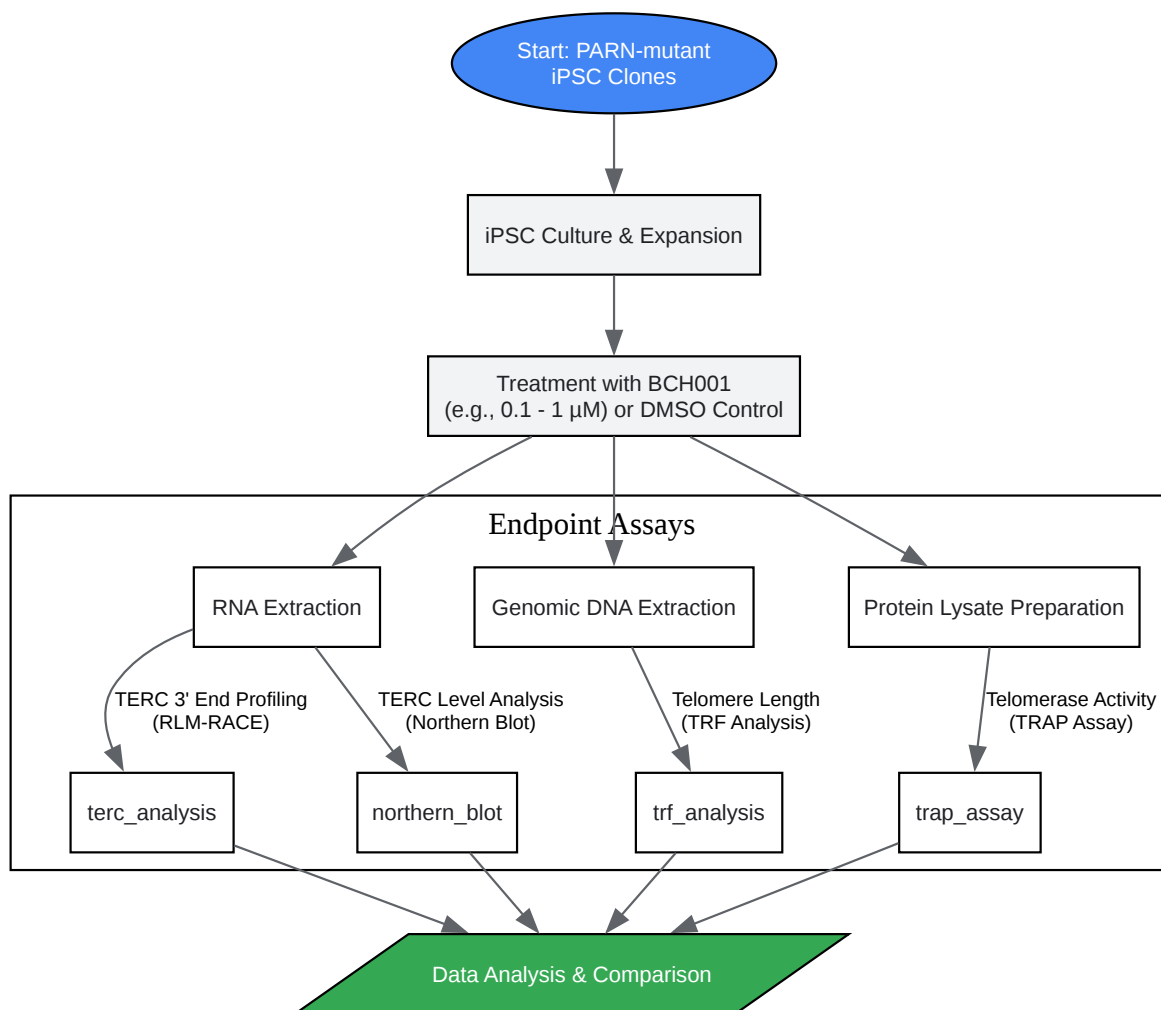 Start: PARN-mutant
iPSC Clones
iPSC Culture & Expansion
Treatment with BCH001
(e.g., 0.1 - 1 µM) or DMSO Control
Endpoint Assays
RNA Extraction
Genomic DNA Extraction
Protein Lysate Preparation
TERC 3' End Profiling
(RLM-RACE)
TERC Level Analysis
(Northern Blot)
Telomere Length
(TRF Analysis)
Telomerase Activity
(TRAP Assay)
terc_analysis
northern_blot
trf_analysis
trap_assay
Data Analysis & Comparison